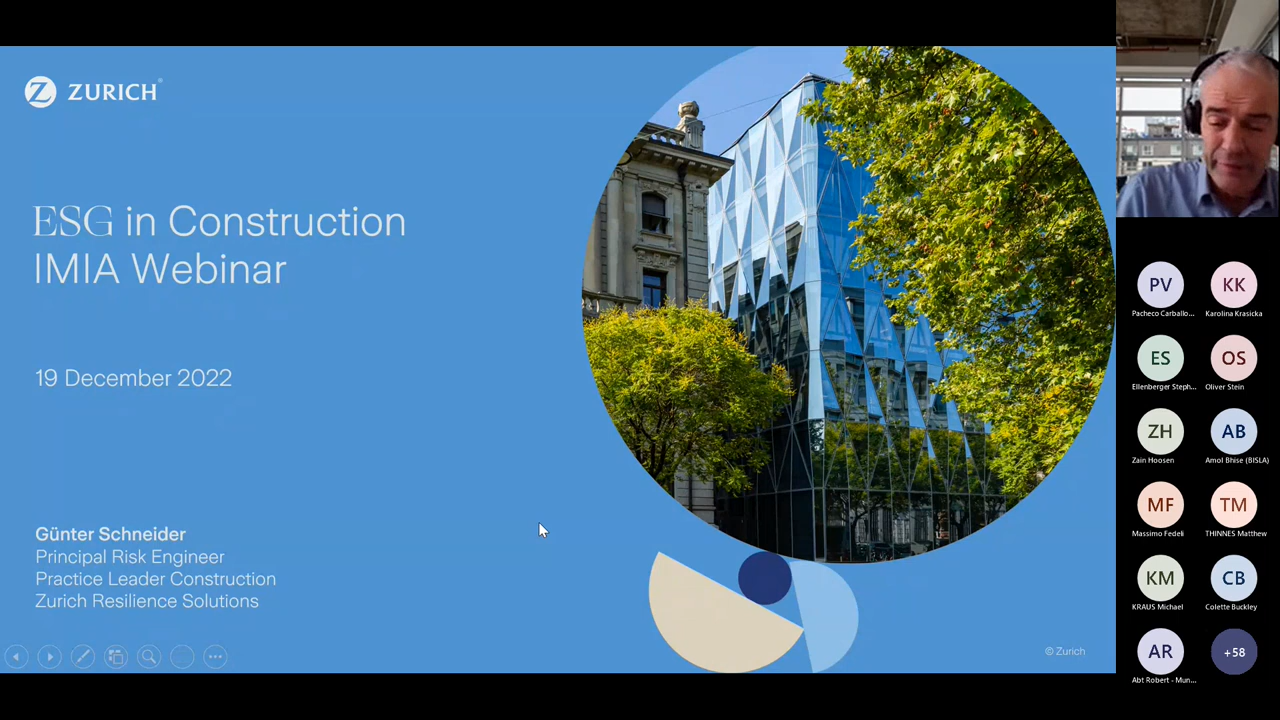 ZURICH®
ESG in Construction
IMIA Webinar
19 December 2022
Günter Schneider
Principal Risk Engineer
Practice Leader Construction
Zurich Resilience Solutions
© Zurich
PV
KK
Pacheco Carballo...
Karolina Krasicka
ES
OS
Ellenberger Steph...
Oliver Stein
ZH
AB
Zain Hoosen
Amol Bhise (BISLA)
MF
TM
Massimo Fedeli
THINNES Matthew
KM
CB
KRAUS Michael
Colette Buckley
AR
+58
Abt Robert - Mun...